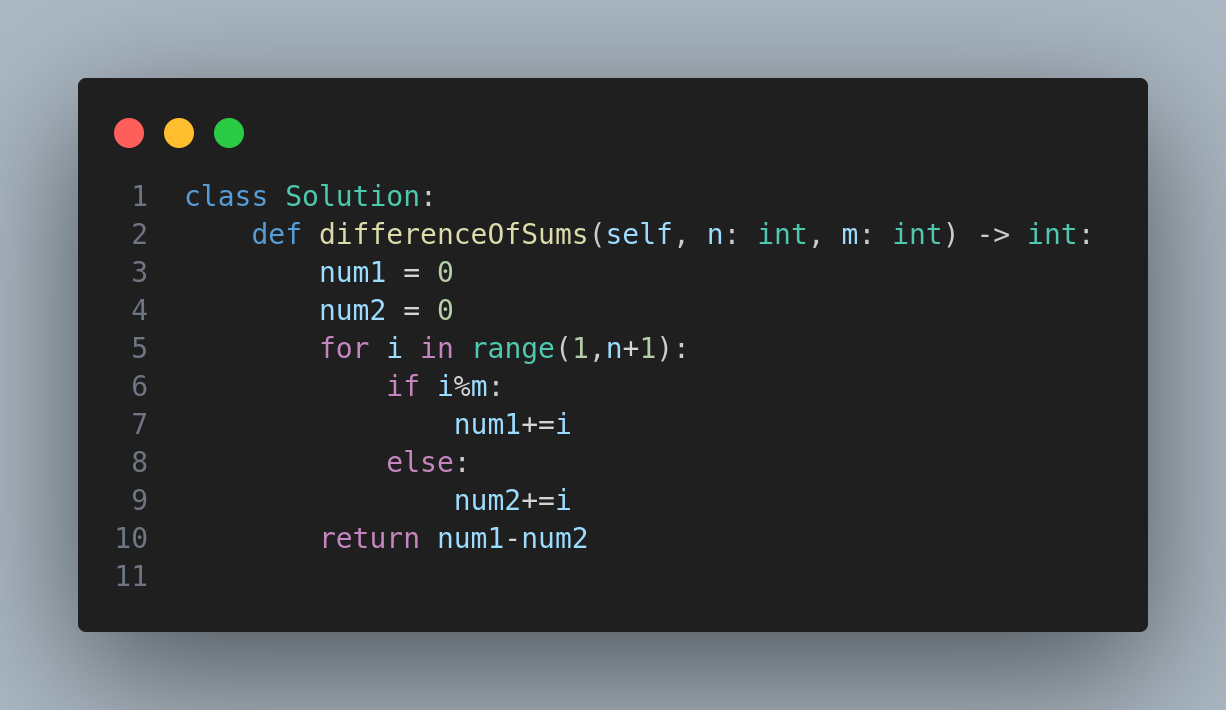 1 class Solution:
2     def differenceOfSums(self, n: int, m: int) -> int:
3         num1 = 0
4         num2 = 0
5         for i in range(1,n+1):
6             if i%m:
7                 num1+=i
8             else:
9                 num2+=i
10         return num1-num2
11